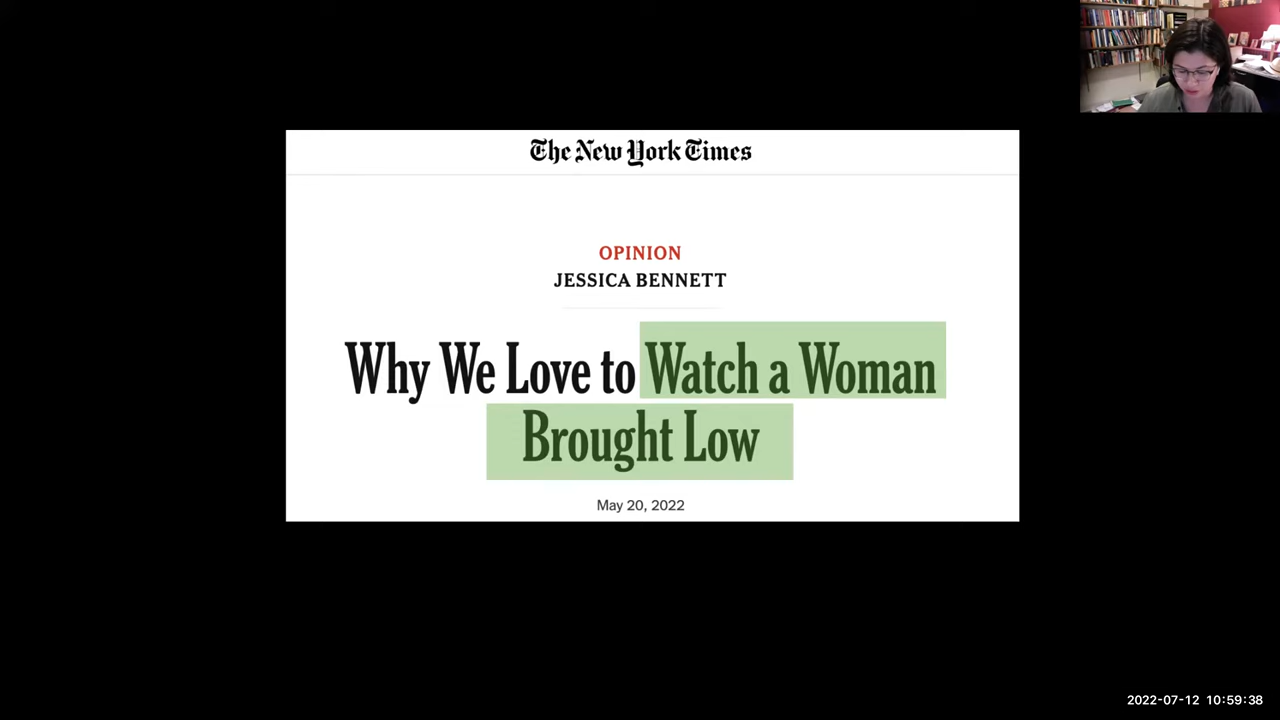 The New York Times
OPINION
JESSICA BENNETT
Why We Love to Watch a Woman
Brought Low
May 20, 2022
2022-07-12 10:59:38